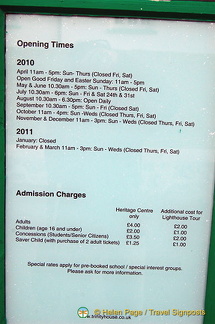 Opening Times
2010
April 11am - 5pm: Sun- Thurs (Closed Fri, Sat)
Open Good Friday and Easter Sunday: 11am - 5pm
May & June 10.30am - 5pm: Sun - Thurs (Closed Fri, Sat)
July 10.30am - 6pm: Sun - Fri & Sat 24th & 31st
August 10.30am - 6.30pm: Open Daily
September 10.30am - 5pm: Sun - Fri (Closed Sat)
October 11am - 4pm: Sun -Weds (Closed Thurs, Fri, Sat)
November & December 11am - 3pm: Sun - Weds (Closed Thurs, Fri, Sat)
2011
January: Closed
February & March 11am - 3pm: Sun - Weds (Closed Thurs, Fri, Sat)
Admission Charges
Heritage Centre only
Additional cost for Lighthouse Tour
Adults £4.00 £2.00
Children (age 16 and under) £2.00 £1.00
Concessions (Students/Senior Citizens) £3.50 £2.00
Saver Child (with purchase of 2 adult tickets) £1.25 £1.00
Special rates apply for pre-booked school / special interest groups.
Please ask for more information.
© Helen Page / Travel Signposts